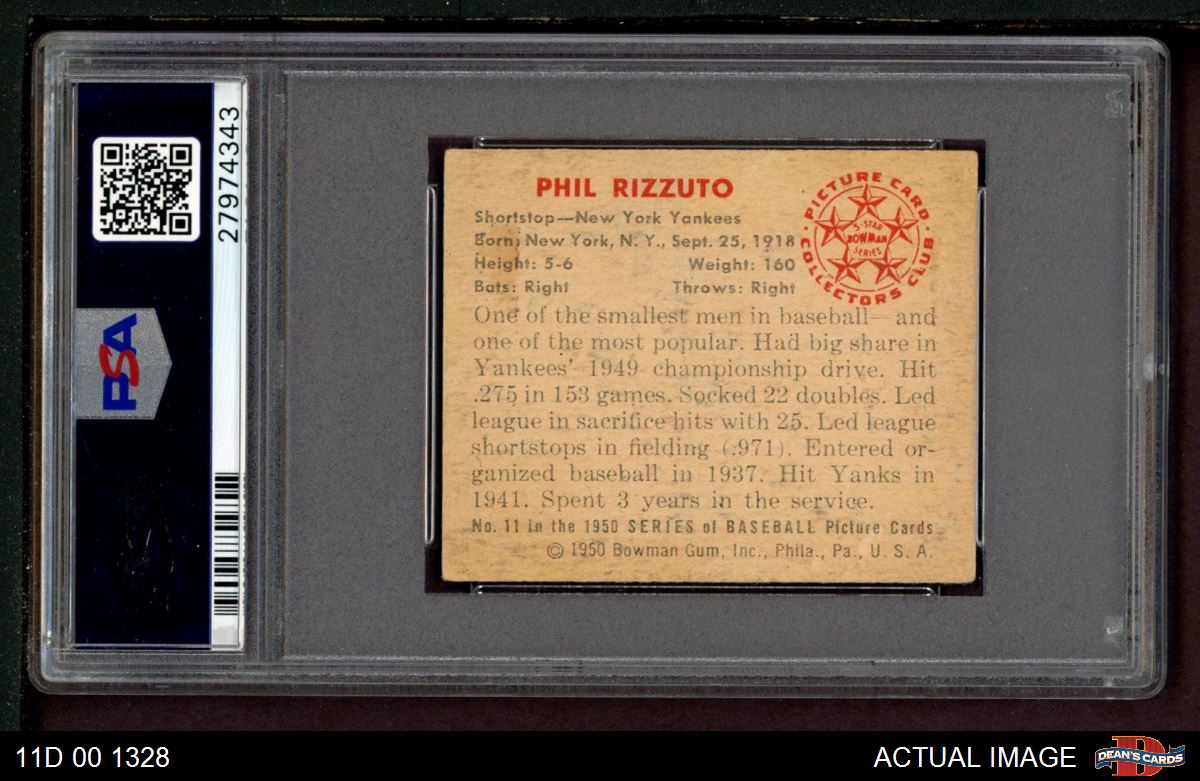 PSA
27974343
PHIL RIZZUTO
Shortstop—New York Yankees
Born: New York, N. Y., Sept. 25, 1918
Height: 5-6 Weight: 160
Bats: Right Throws: Right
PICTURE CARD
5-STAR
BOWMAN
SERIES
COLLECTORS CLUB
One of the smallest men in baseball—and
one of the most popular. Had big share in
Yankees' 1949 championship drive. Hit
.275 in 153 games. Socked 22 doubles. Led
league in sacrifice hits with 25. Led league
shortstops in fielding (.971). Entered or-
ganized baseball in 1937. Hit Yanks in
1941. Spent 3 years in the service.
No. 11 in the 1950 SERIES of BASEBALL Picture Cards
© 1950 Bowman Gum, Inc., Phila., Pa., U. S. A.
11D 00 1328
ACTUAL IMAGE
D
DEAN'S CARDS